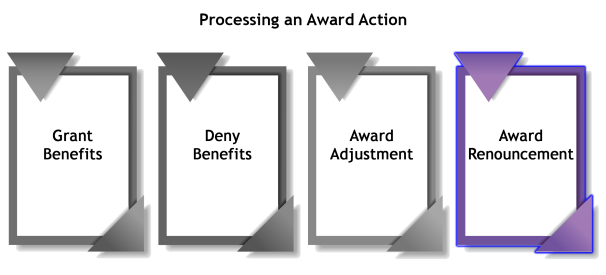 Processing an Award Action
Grant
Benefits
Deny
Benefits
Award
Adjustment
Award
Renouncement